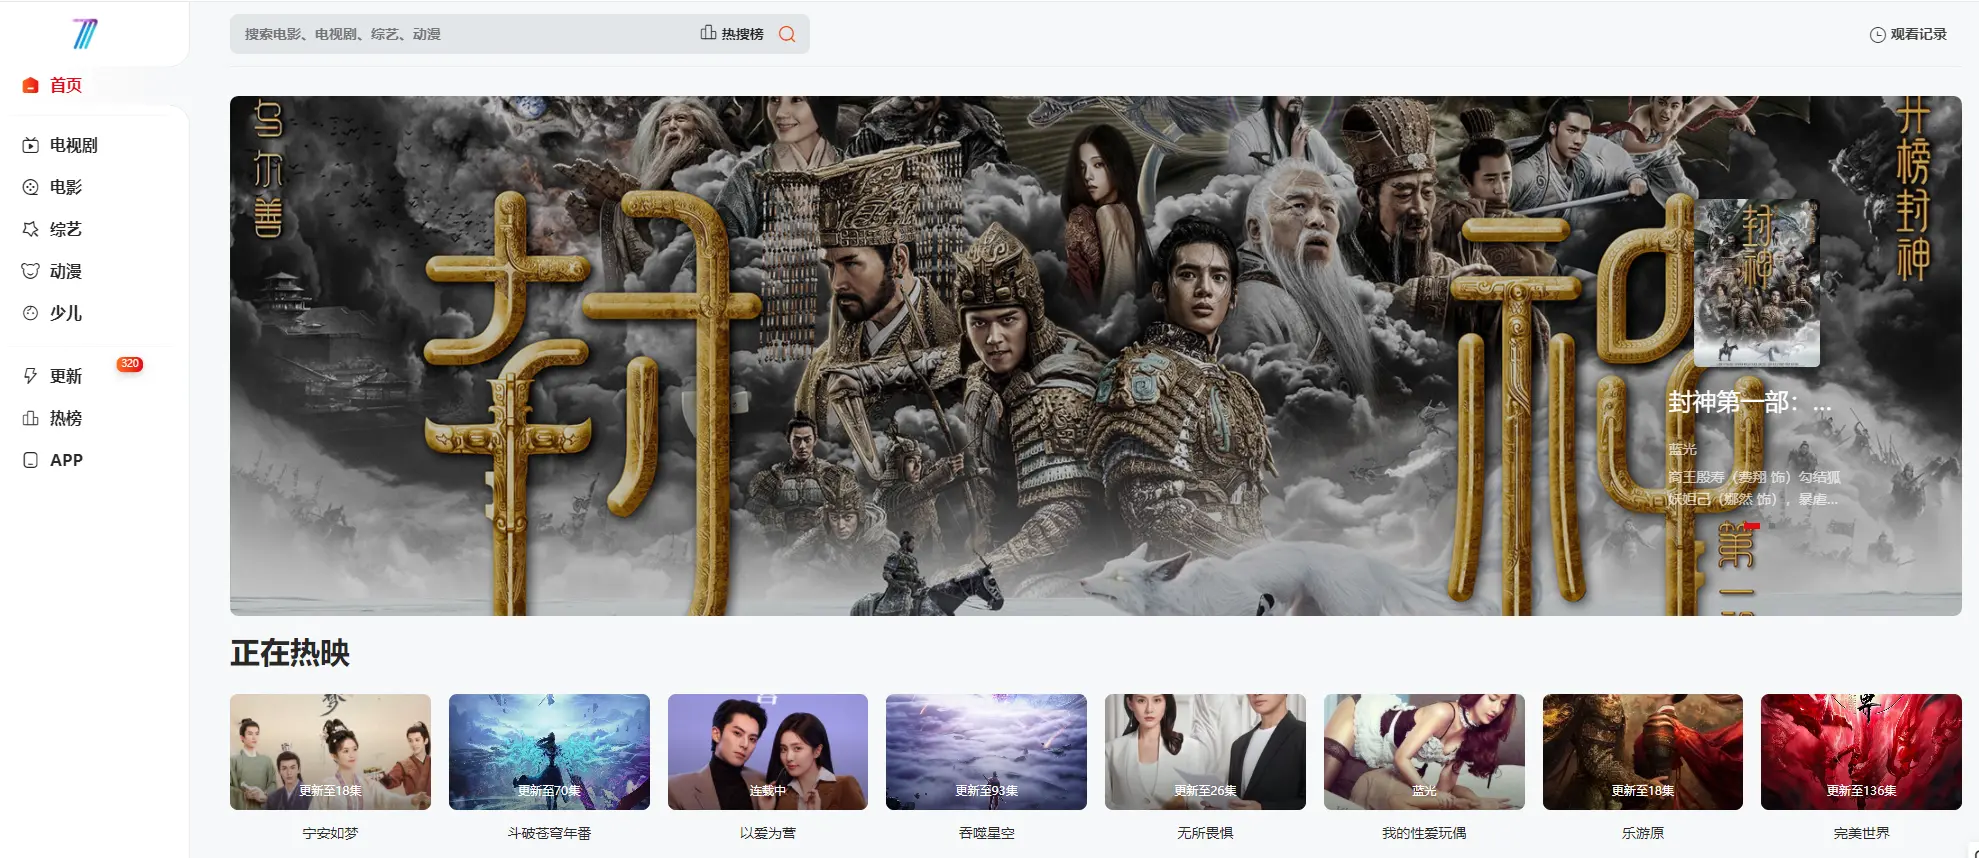 搜索电影、电视剧、综艺、动漫
热搜榜
观看记录
首页
电视剧
电影
综艺
动漫
少儿
更新
320
热榜
APP
乌尔善
封神
开榜封神
第一部
封神
封神第一部：...
蓝光
商王殷寿（费翔 饰）勾结狐
妖妲己（娜然 饰），暴虐...
正在热映
更新至18集
更新至70集
连载中
更新至93集
更新至26集
蓝光
更新至18集
更新至136集
宁安如梦
斗破苍穹年番
以爱为营
吞噬星空
无所畏惧
我的性爱玩偶
乐游原
完美世界